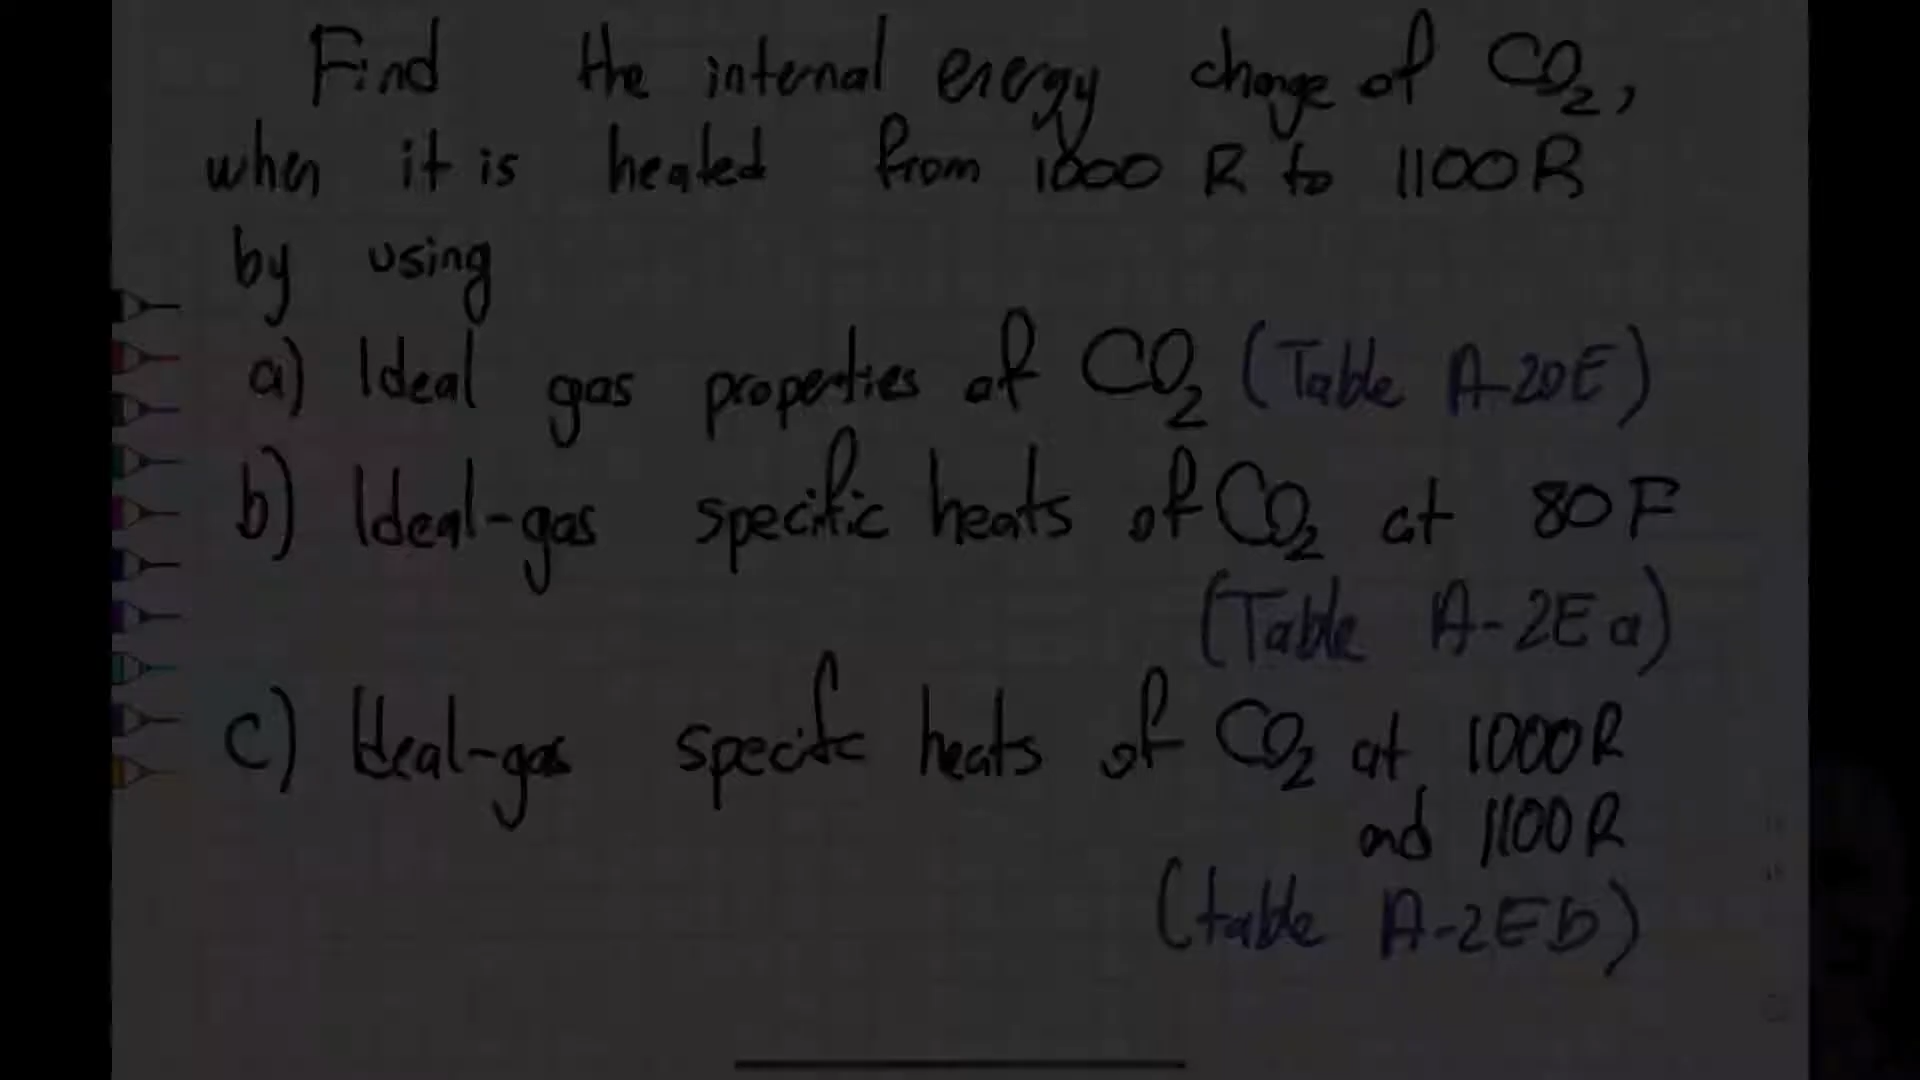 Find the internal energy change of CO2,
when it is heated from 1000 R to 1100 R
by using
a) Ideal gas properties of CO2 (Table A-20E)
b) Ideal-gas specific heats of CO2 at 80 F
(Table A-2E a)
c) Ideal-gas specifc heats of CO2 at 1000 R
and 1100 R
(table A-2E b)